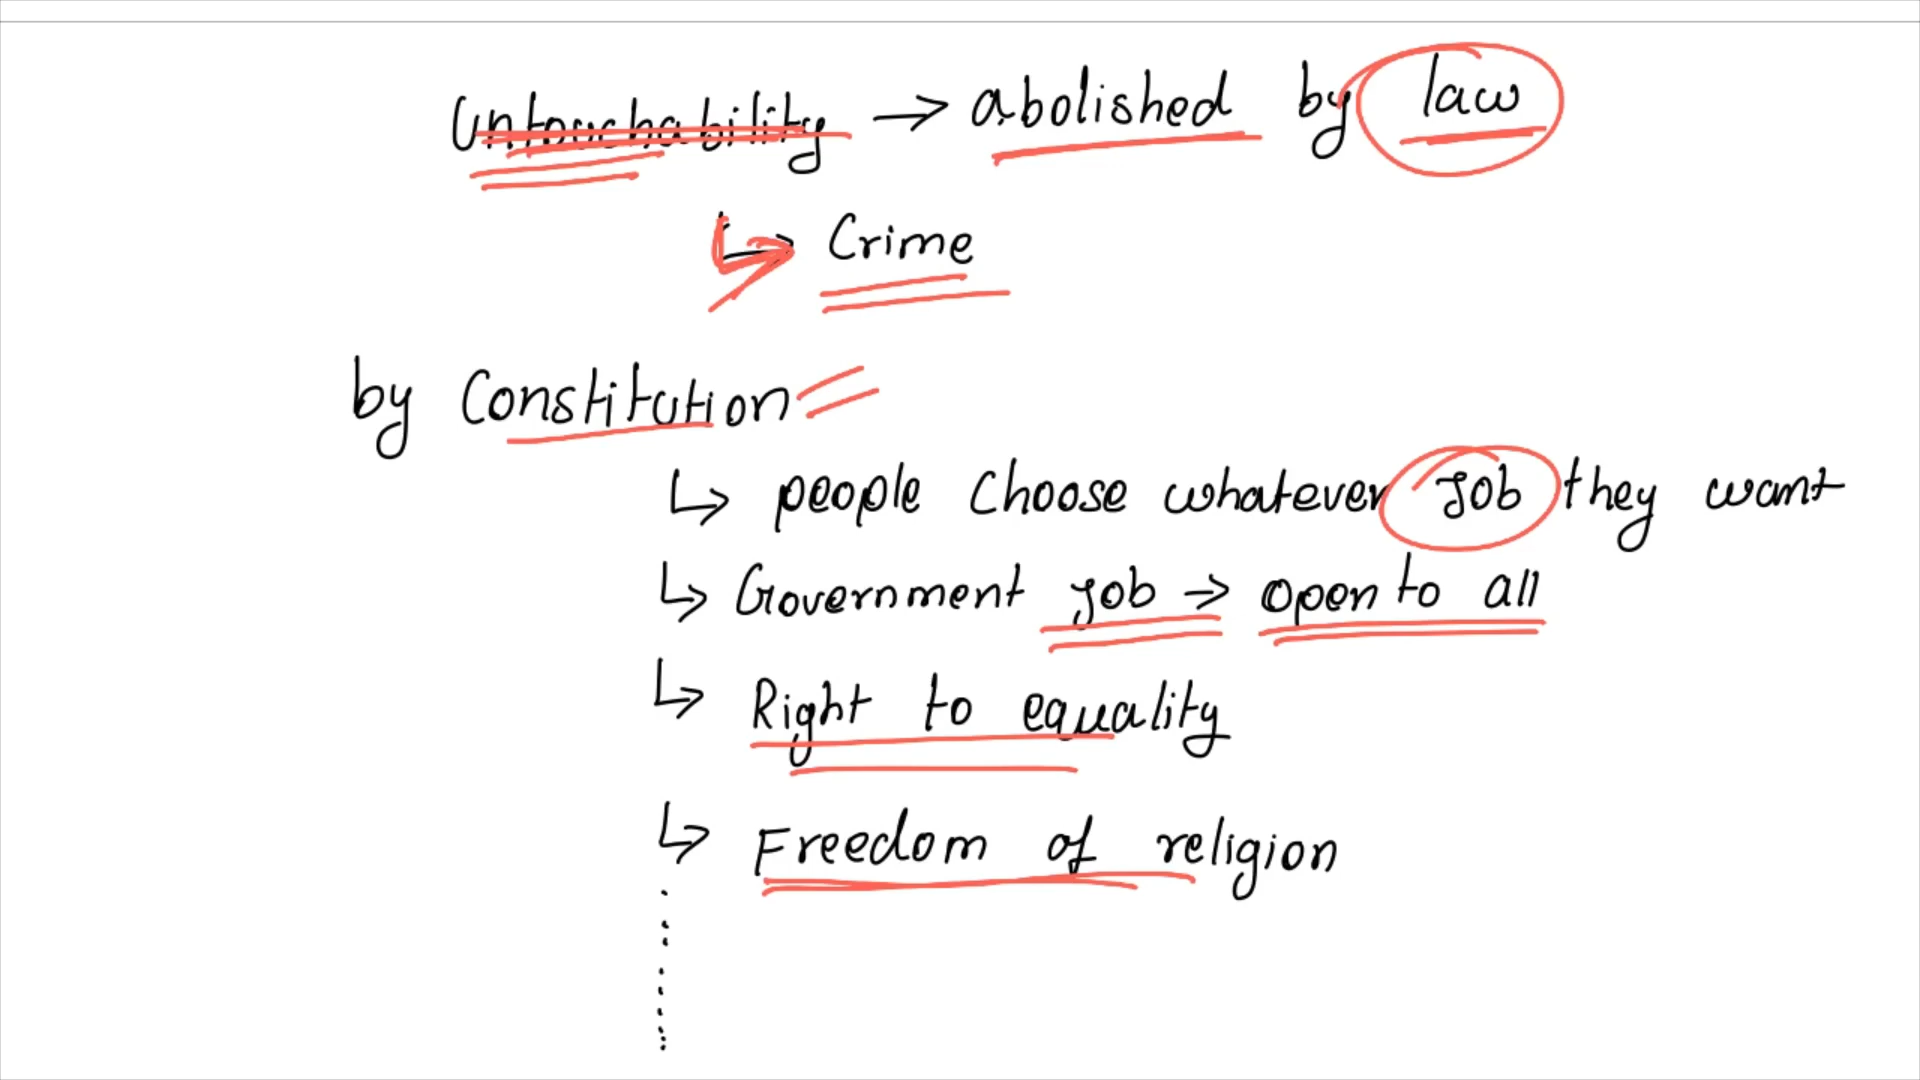 Untouchability → abolished by law
↳ Crime
by Constitution
↳ people choose whatever job they want
↳ Government job → open to all
↳ Right to equality
↳ Freedom of religion